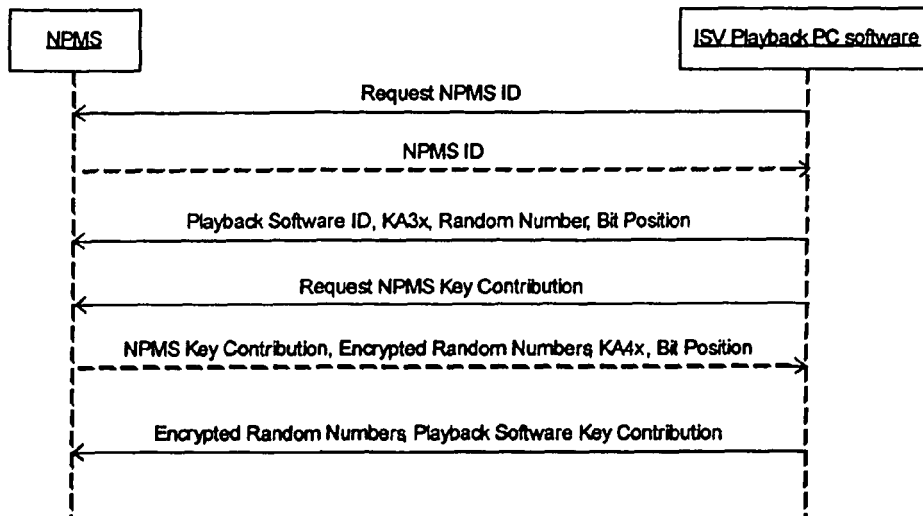 NPMS
ISV Playback PC software
Request NPMS ID
NPMS ID
Playback Software ID, KA3x, Random Number, Bit Position
Request NPMS Key Contribution
NPMS Key Contribution, Encrypted Random Numbers, KA4x, Bit Position
Encrypted Random Numbers, Playback Software Key Contribution